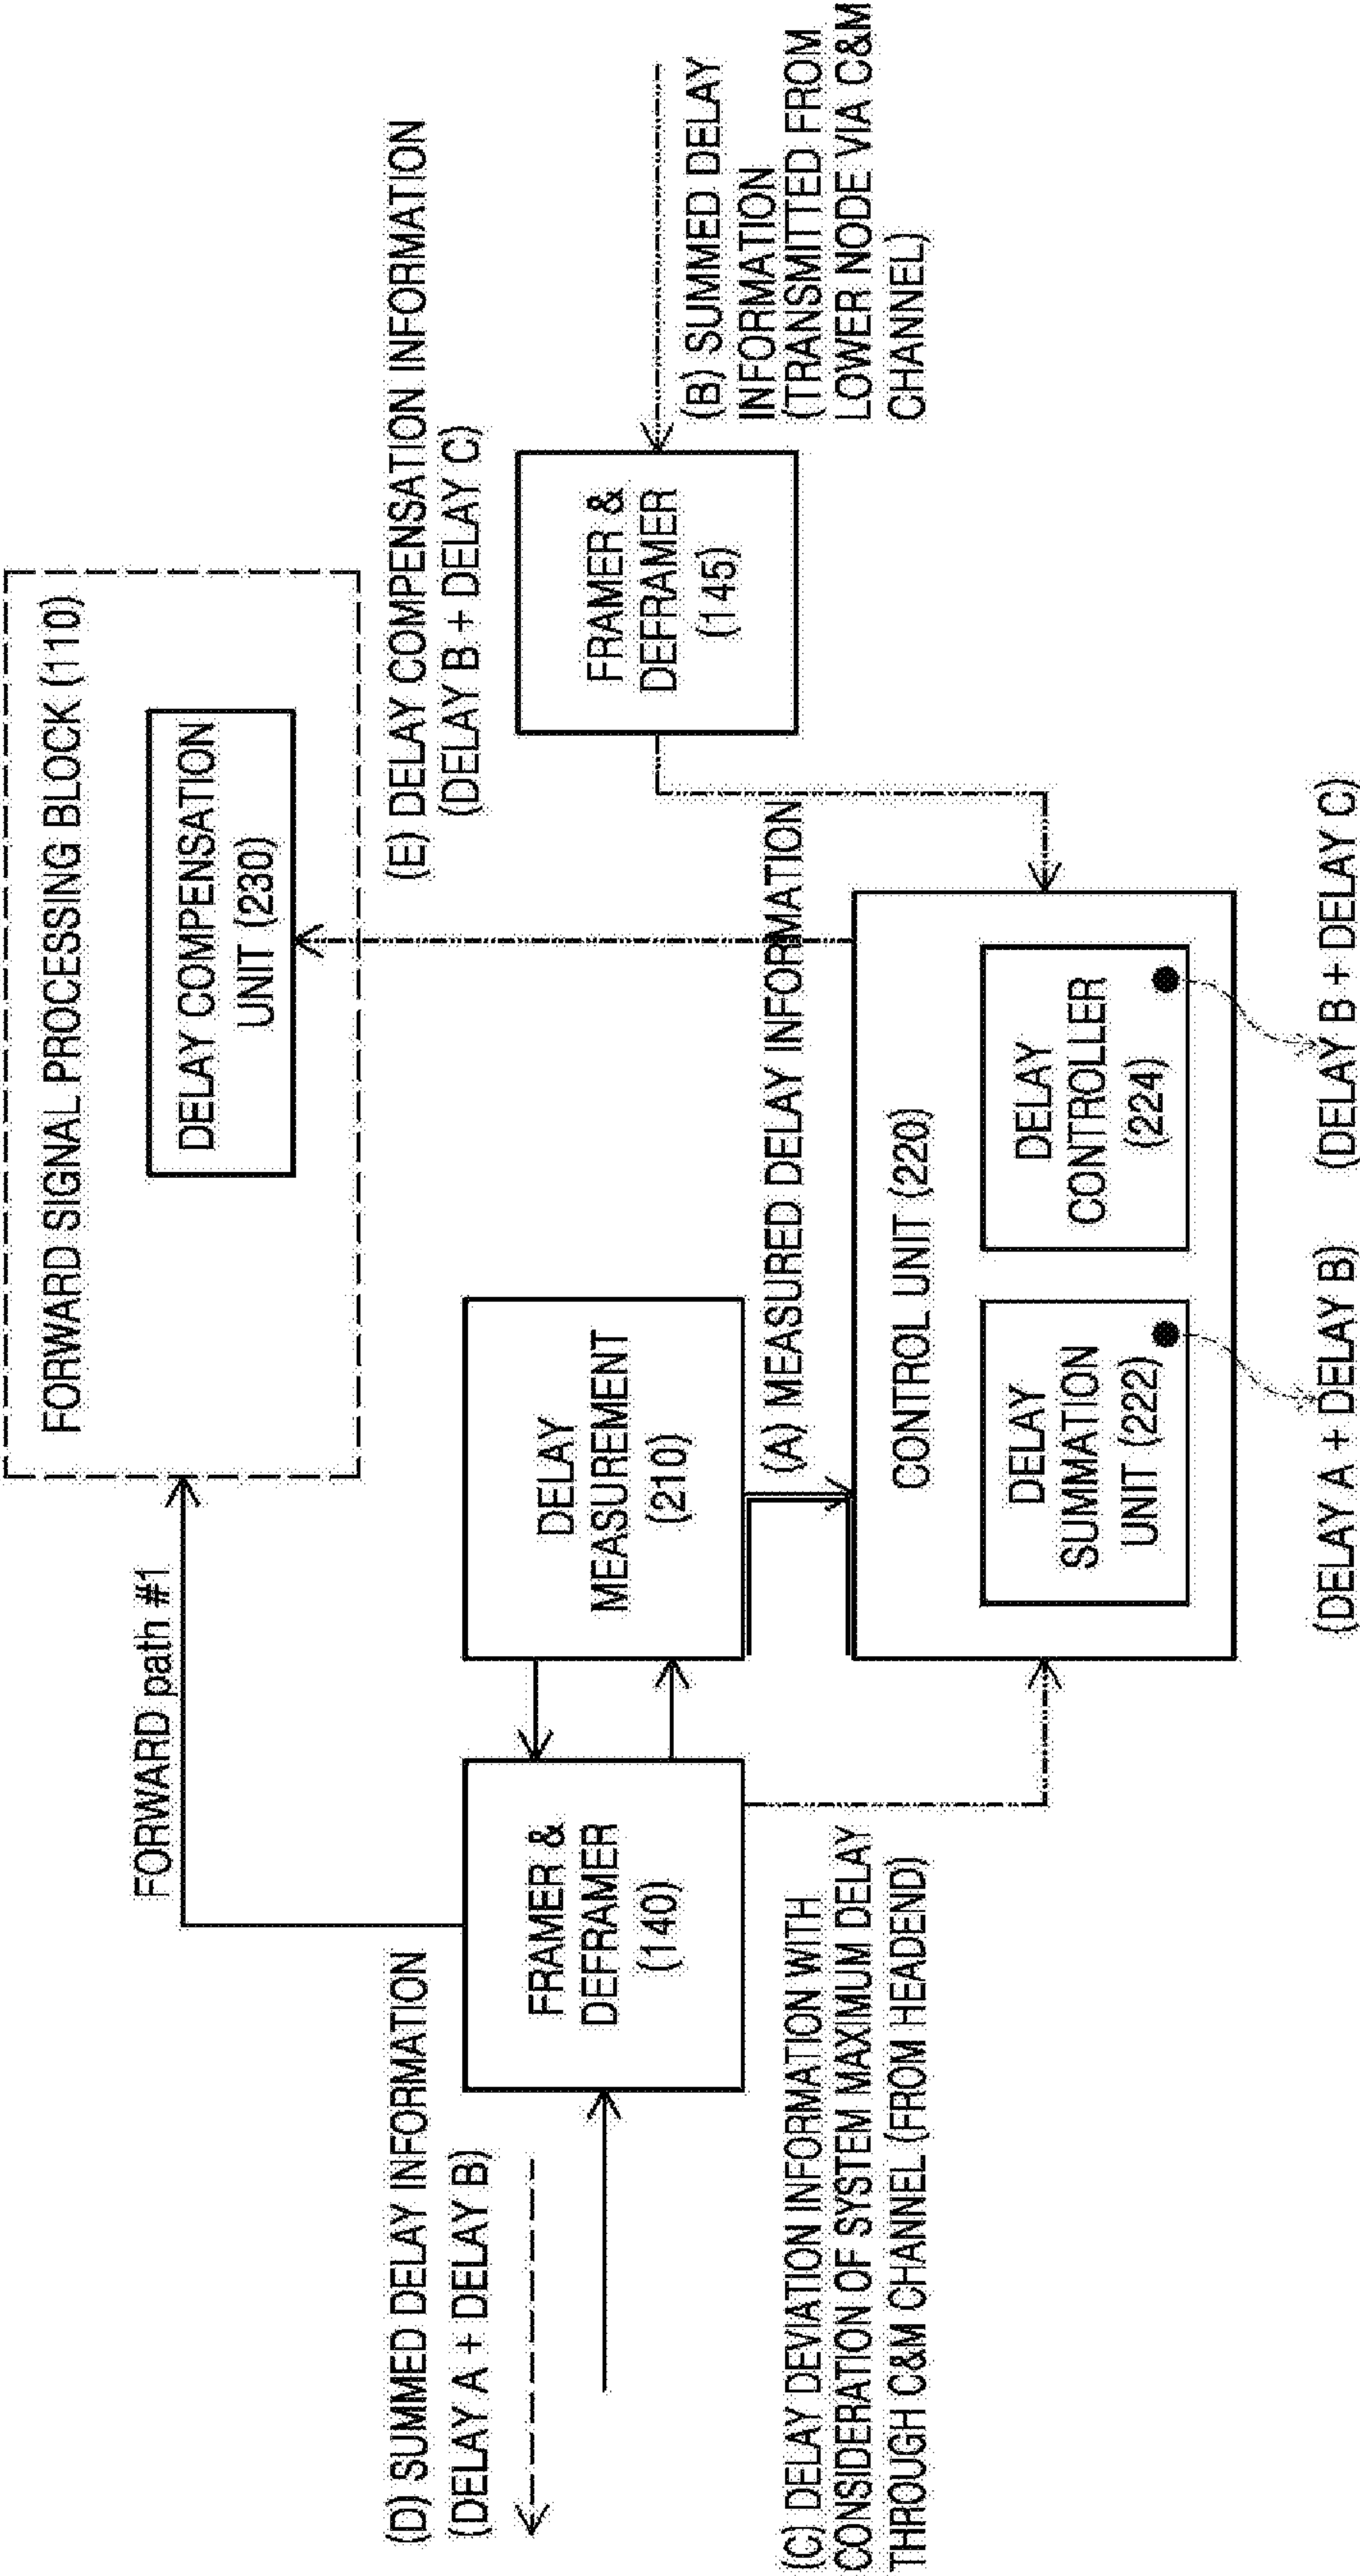 FORWARD path #1
FORWARD SIGNAL PROCESSING BLOCK (110)
DELAY COMPENSATION
UNIT (230)
(D) SUMMED DELAY INFORMATION
(DELAY A + DELAY B)
(E) DELAY COMPENSATION INFORMATION
(DELAY B + DELAY C)
FRAMER &
DEFRAMER
(140)
DELAY
MEASUREMENT
(210)
FRAMER &
DEFRAMER
(145)
(B) SUMMED DELAY
INFORMATION
(TRANSMITTED FROM
LOWER NODE VIA C&M
CHANNEL)
(A) MEASURED DELAY INFORMATION
(C) DELAY DEVIATION INFORMATION WITH
CONSIDERATION OF SYSTEM MAXIMUM DELAY
THROUGH C&M CHANNEL (FROM HEADEND)
CONTROL UNIT (220)
DELAY
SUMMATION
UNIT (222)
DELAY
CONTROLLER
(224)
(DELAY A + DELAY B)
(DELAY B + DELAY C)